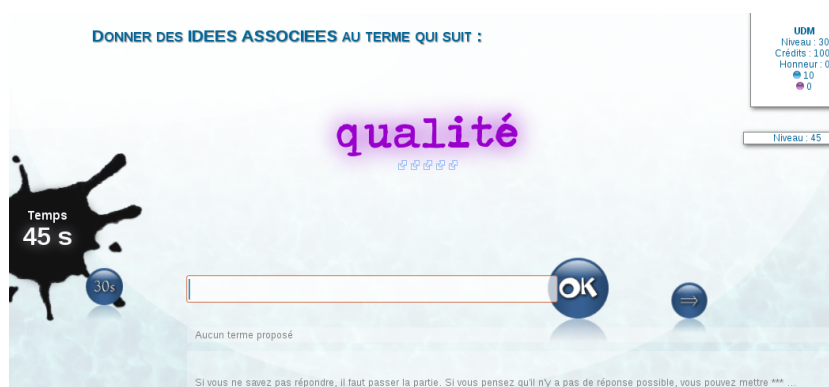 DONNER DES IDEES ASSOCIEES AU TERME QUI SUIT :
UDM
Niveau : 30
Crédits : 100
Honneur : 0
10
0
qualité
Niveau : 45
Temps
45 s
30s
OK
Aucun terme proposé
Si vous ne savez pas répondre, il faut passer la partie. Si vous pensez qu'il n'y a pas de réponse possible, vous pouvez mettre *** ...